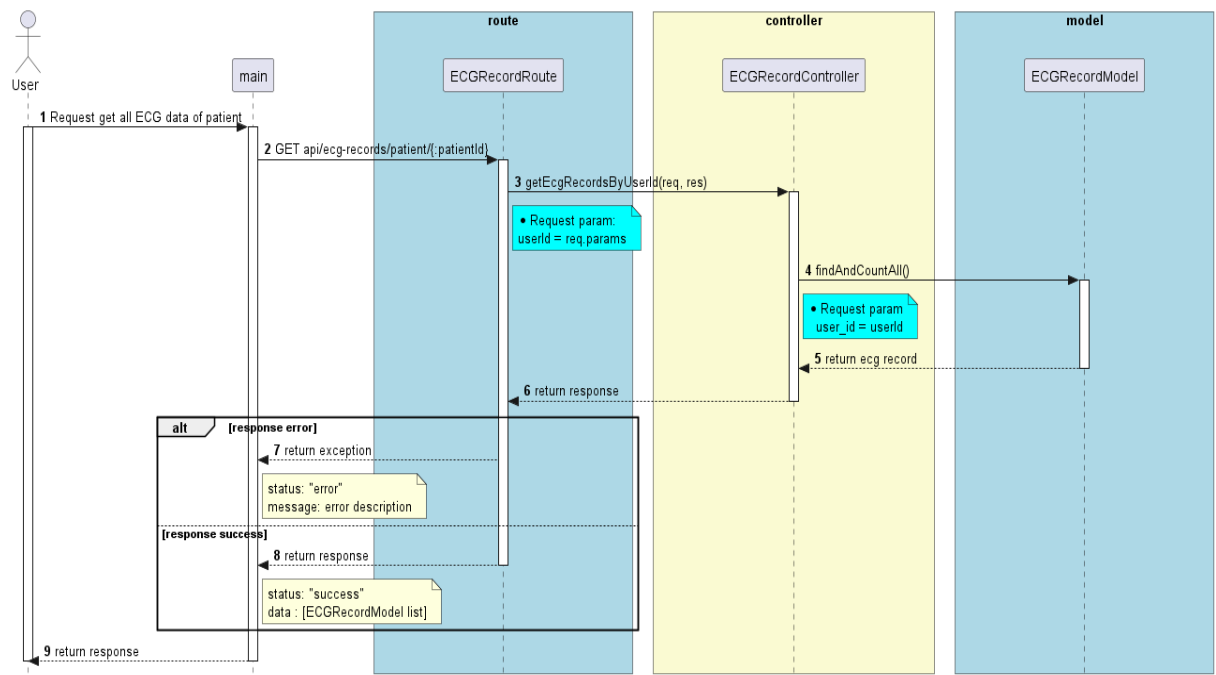 route
controller
model
User
main
ECGRecordRoute
ECGRecordController
ECGRecordModel
1 Request get all ECG data of patient
2 GET api/ecg-records/patient/{:patientId}
3 getEcgRecordsByUserId(req, res)
• Request param:
userId = req.params
4 findAndCountAll()
• Request param
user_id = userId
5 return ecg record
6 return response
alt
[response error]
7 return exception
status: "error"
message: error description
[response success]
8 return response
status: "success"
data : [ECGRecordModel list]
9 return response